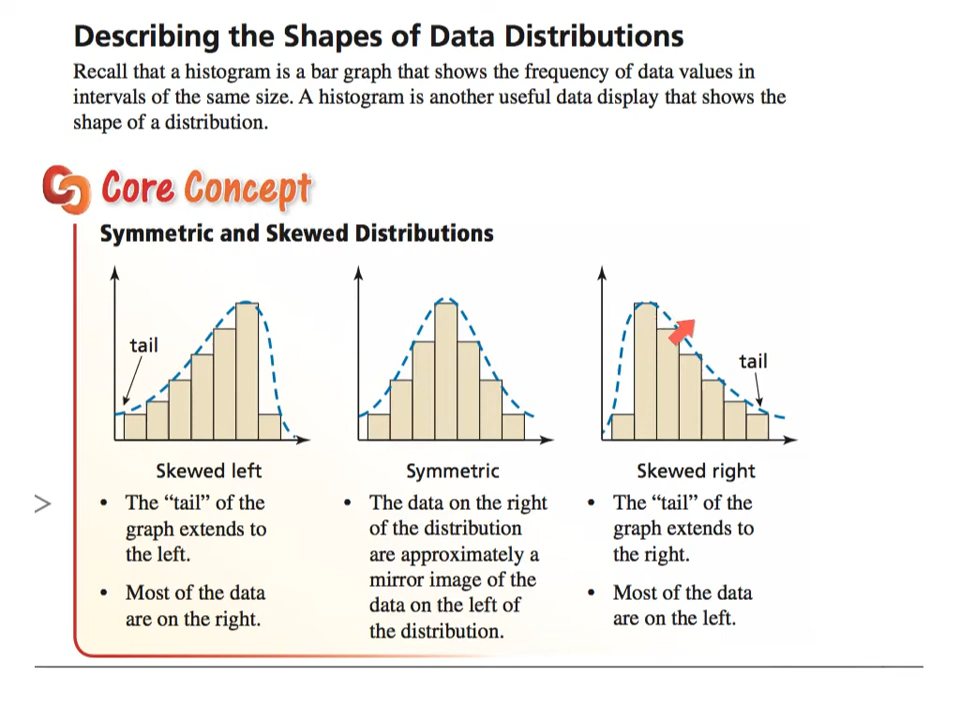 Describing the Shapes of Data Distributions
Recall that a histogram is a bar graph that shows the frequency of data values in
intervals of the same size. A histogram is another useful data display that shows the
shape of a distribution.
Core Concept
Symmetric and Skewed Distributions
tail
tail
Skewed left
• The “tail” of the
graph extends to
the left.
• Most of the data
are on the right.
Symmetric
• The data on the right
of the distribution
are approximately a
mirror image of the
data on the left of
the distribution.
Skewed right
• The “tail” of the
graph extends to
the right.
• Most of the data
are on the left.
>